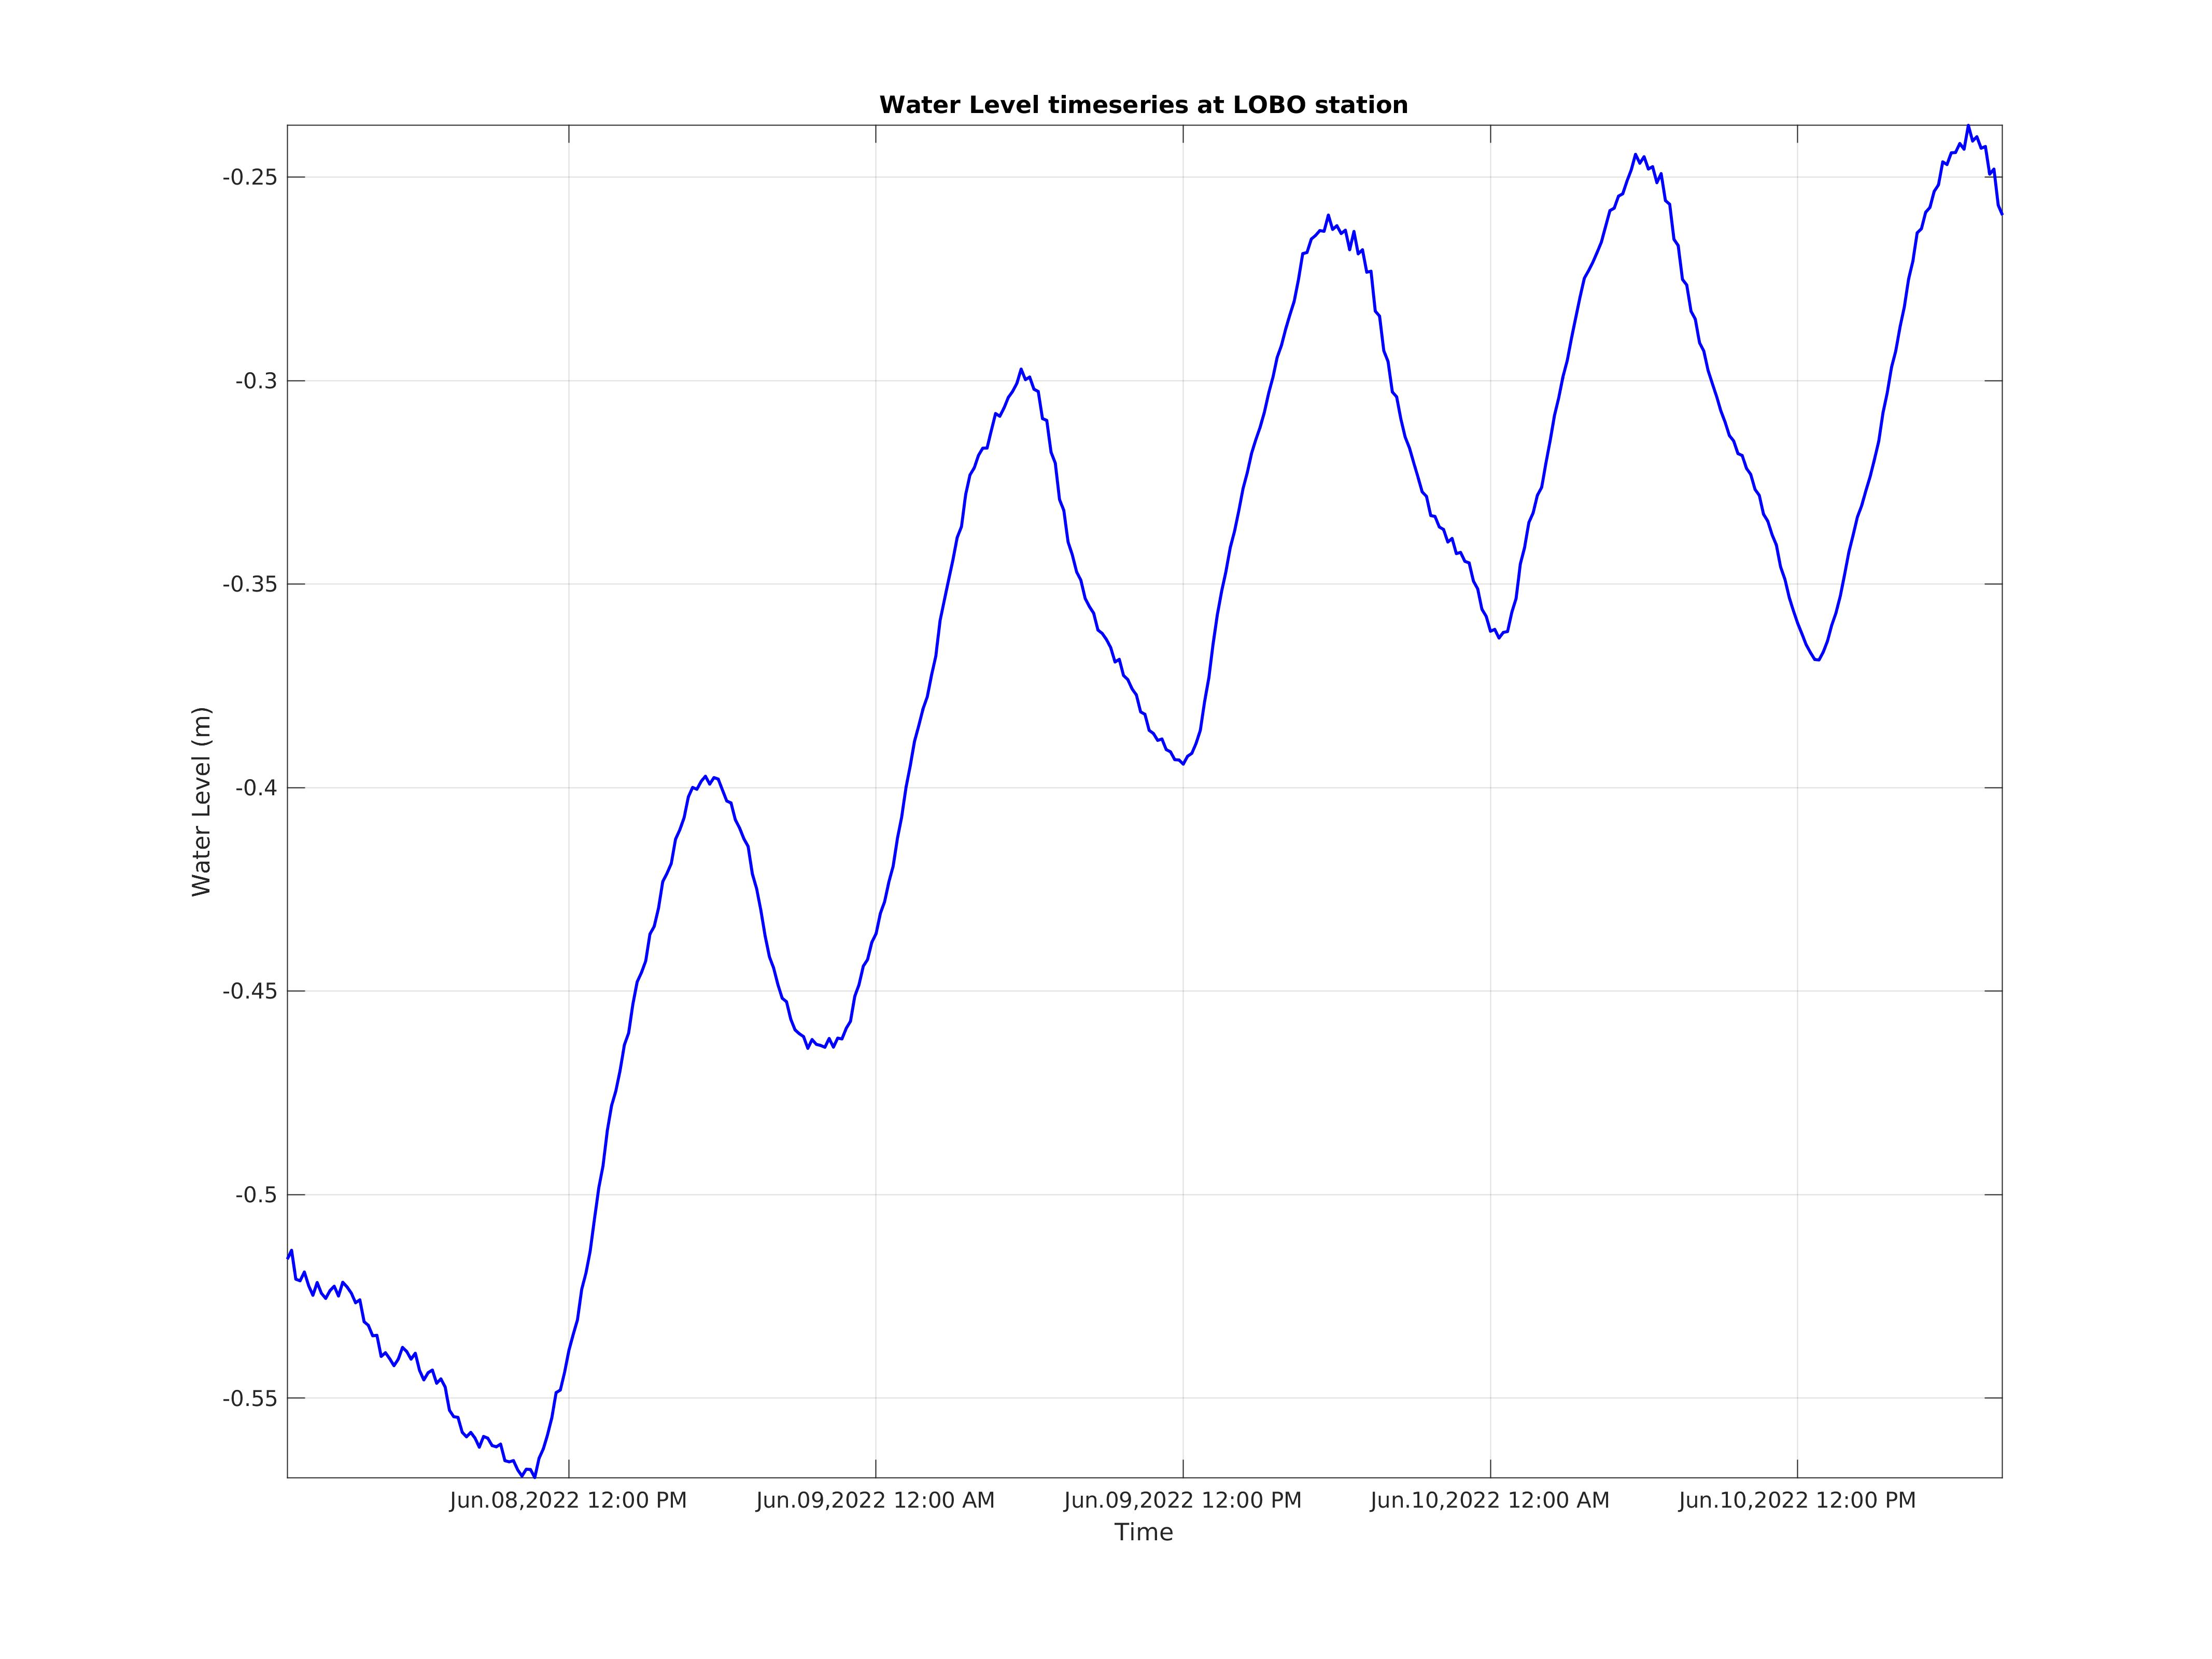 Water Level timeseries at LOBO station
-0.25
-0.3
-0.35
-0.4
-0.45
-0.5
-0.55
Water Level (m)
Jun.08,2022 12:00 PM
Jun.09,2022 12:00 AM
Jun.09,2022 12:00 PM
Jun.10,2022 12:00 AM
Jun.10,2022 12:00 PM
Time